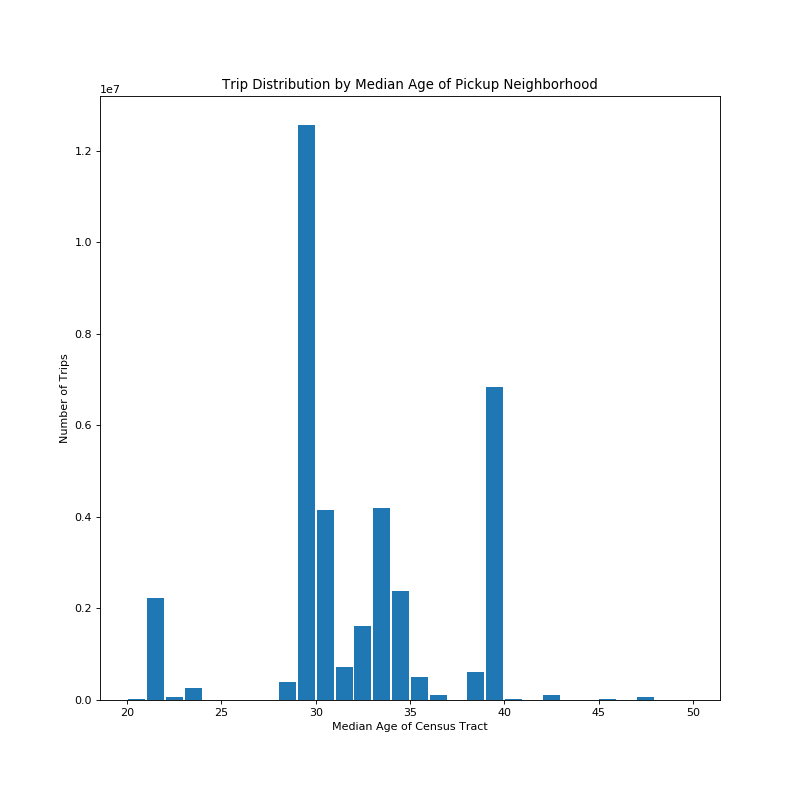 Trip Distribution by Median Age of Pickup Neighborhood
1e7
1.2
1.0
0.8
0.6
0.4
0.2
0.0
Number of Trips
20 25 30 35 40 45 50
Median Age of Census Tract